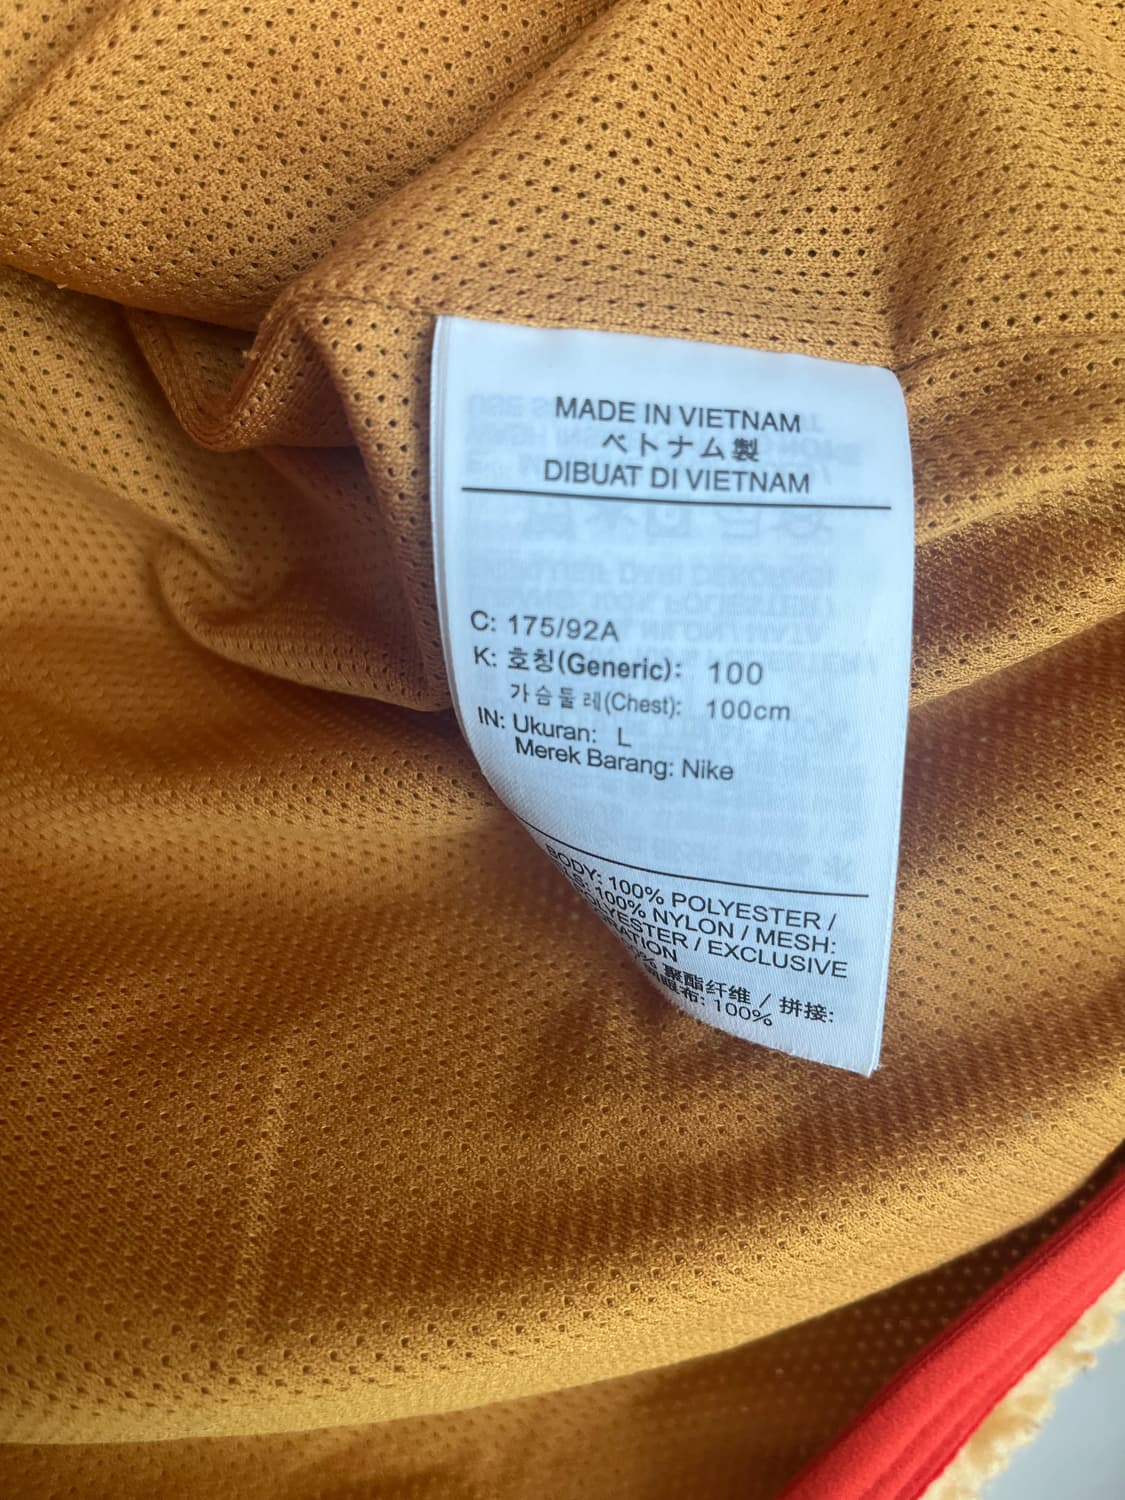 MADE IN VIETNAM
ベトナム製
DIBUAT DI VIETNAM
C: 175/92A
K: 호칭(Generic): 100
가슴둘레(Chest): 100cm
IN: Ukuran: L
Merek Barang: Nike
BODY: 100% POLYESTER /
100% NYLON / MESH:
POLYESTER / EXCLUSIVE
聚酯纤维 / 拼接:
100%